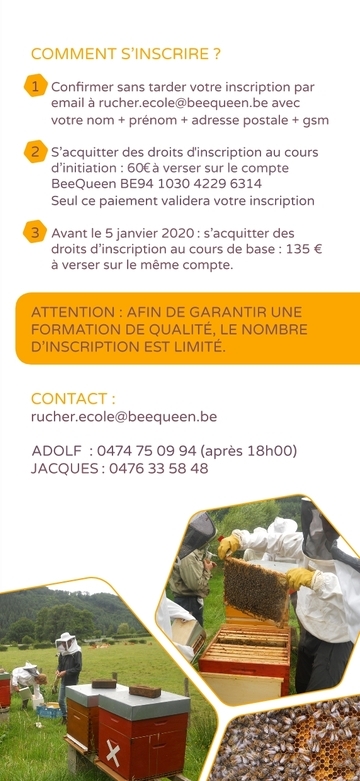 COMMENT S'INSCRIRE ?
1 Confirmer sans tarder votre inscription par
email à rucher.ecole@beequeen.be avec
votre nom + prénom + adresse postale + gsm
2 S'acquitter des droits d'inscription au cours
d'initiation : 60€ à verser sur le compte
BeeQueen BE94 1030 4229 6314
Seul ce paiement validera votre inscription
3 Avant le 5 janvier 2020 : s'acquitter des
droits d'inscription au cours de base : 135 €
à verser sur le même compte.
ATTENTION : AFIN DE GARANTIR UNE
FORMATION DE QUALITÉ, LE NOMBRE
D'INSCRIPTION EST LIMITÉ.
CONTACT :
rucher.ecole@beequeen.be
ADOLF : 0474 75 09 94 (après 18h00)
JACQUES : 0476 33 58 48
X